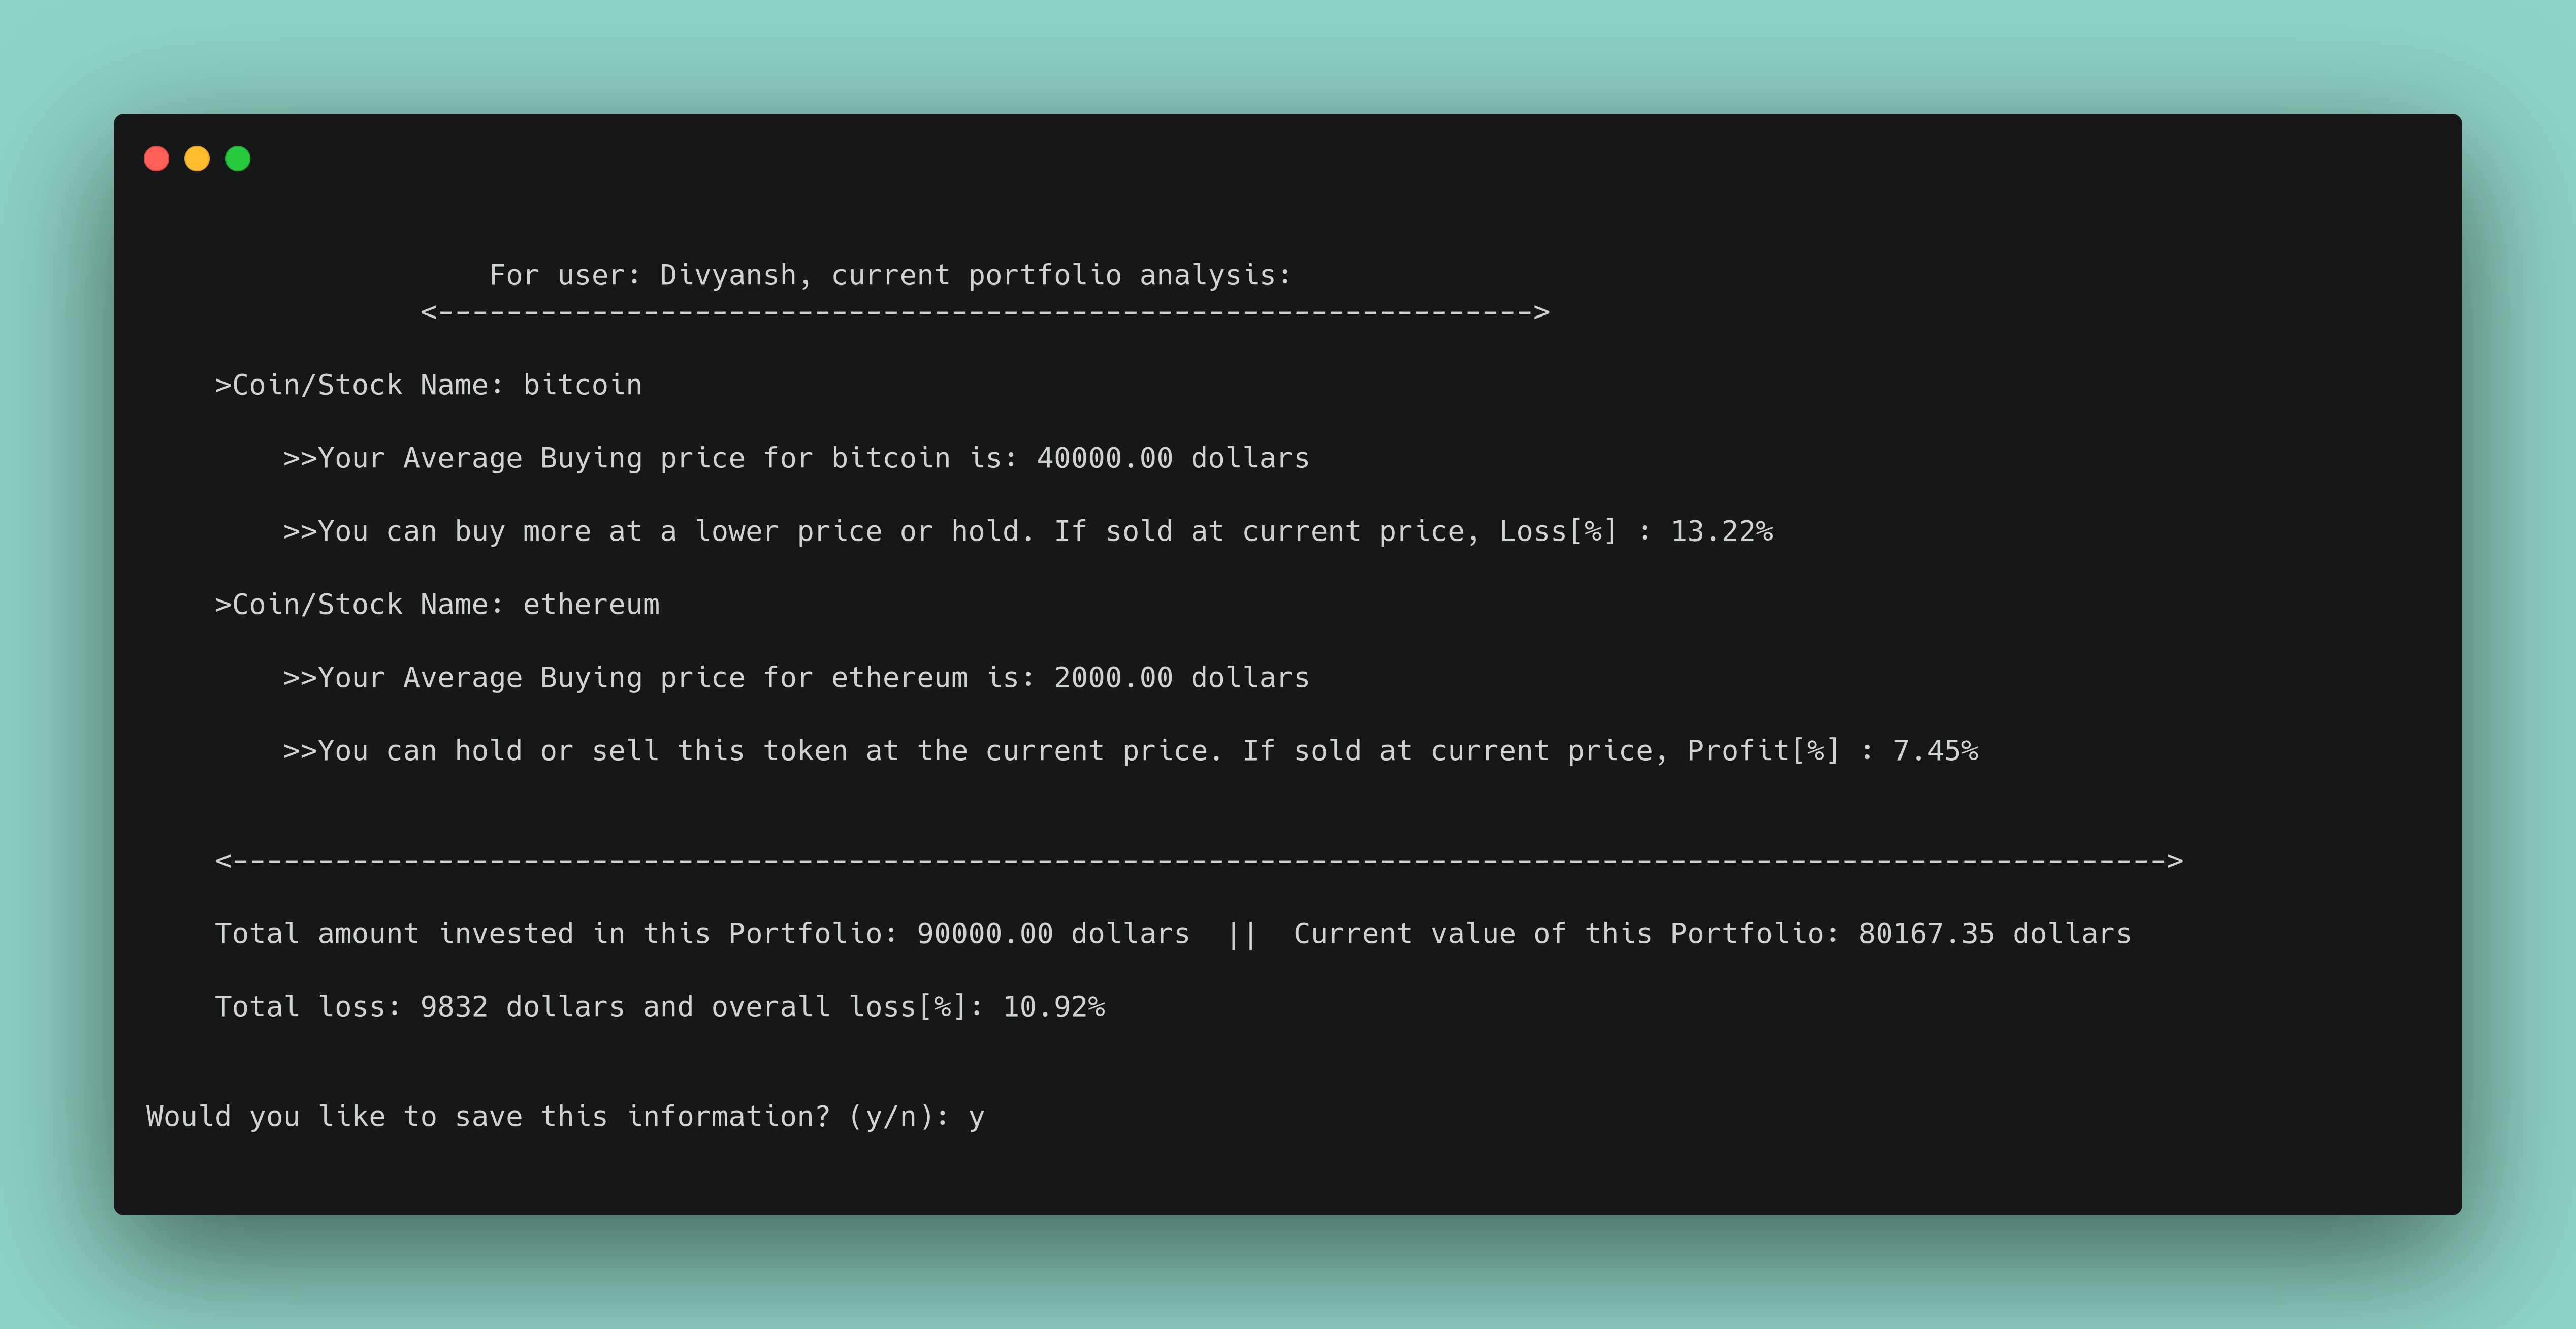 For user: Divyansh, current portfolio analysis:
<---------------------------------------------------------------->
>Coin/Stock Name: bitcoin
>>Your Average Buying price for bitcoin is: 40000.00 dollars
>>You can buy more at a lower price or hold. If sold at current price, Loss[%] : 13.22%
>Coin/Stock Name: ethereum
>>Your Average Buying price for ethereum is: 2000.00 dollars
>>You can hold or sell this token at the current price. If sold at current price, Profit[%] : 7.45%
<----------------------------------------------------------------------------------------------------------------->
Total amount invested in this Portfolio: 90000.00 dollars  ||  Current value of this Portfolio: 80167.35 dollars
Total loss: 9832 dollars and overall loss[%]: 10.92%
Would you like to save this information? (y/n): y